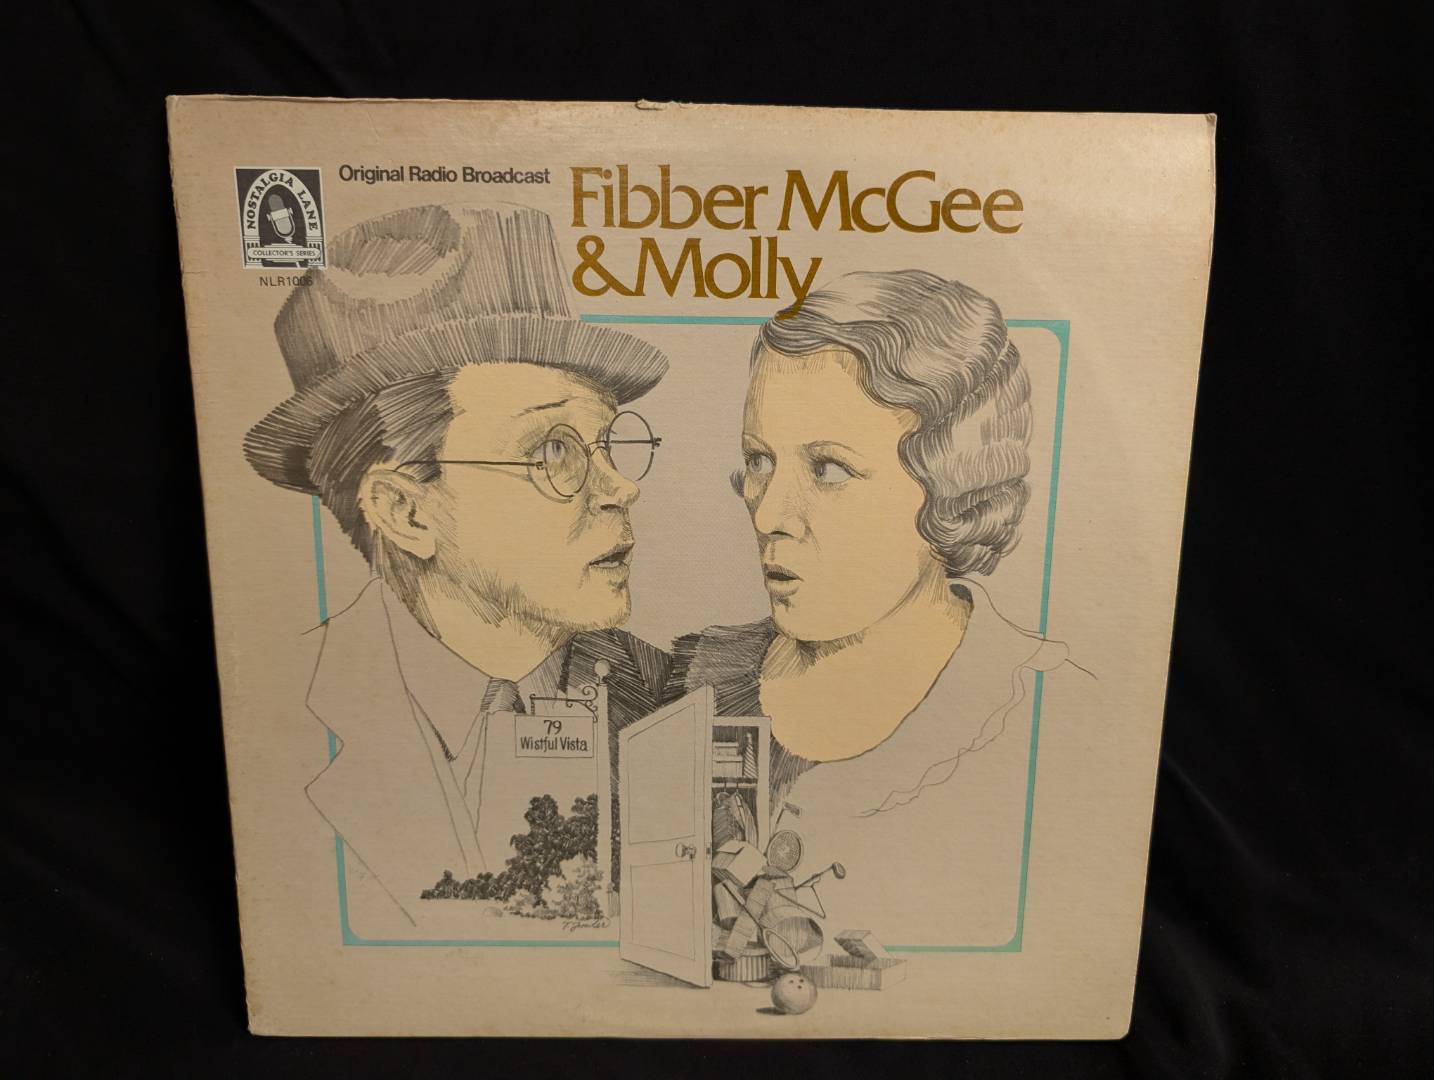 NOSTALGIA LANE
COLLECTOR'S SERIES
NLR1006
Original Radio Broadcast
Fibber McGee
& Molly
79
Wistful Vista